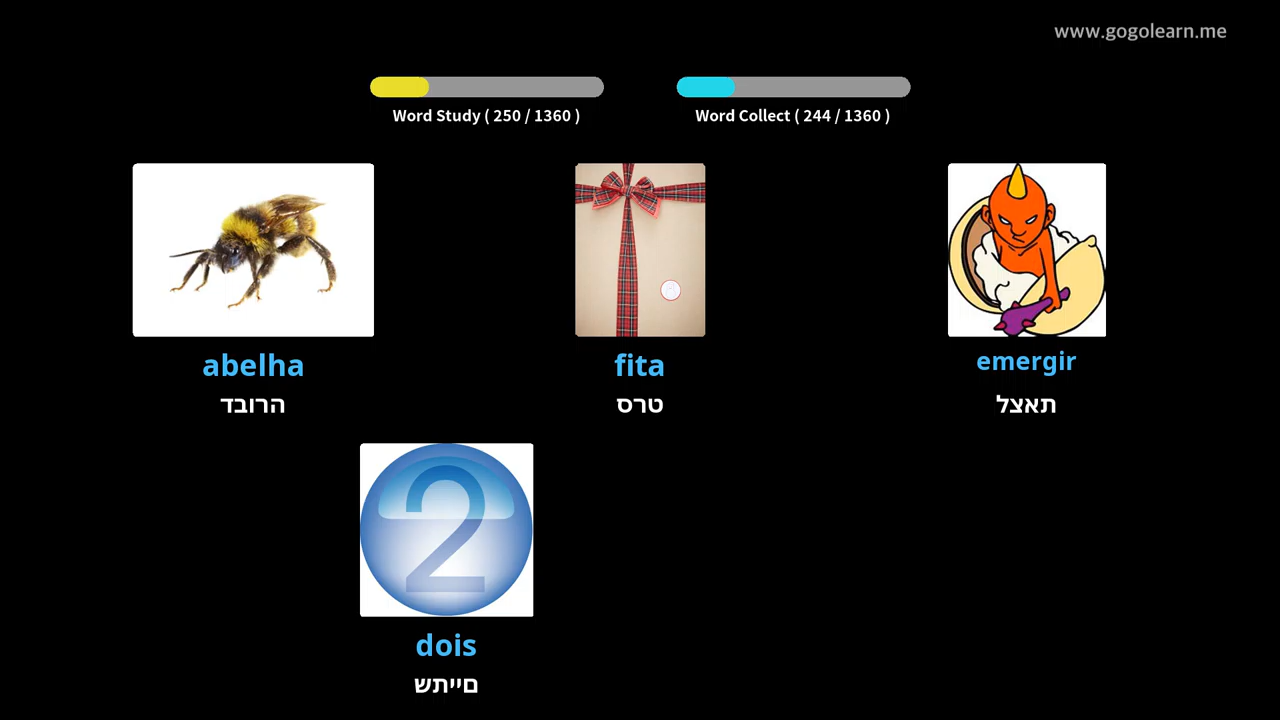 www.gogolearn.me
Word Study ( 250 / 1360 )
Word Collect ( 244 / 1360 )
abelha
הרובד
fita
טרס
emergir
תאצל
2
dois
םייתש